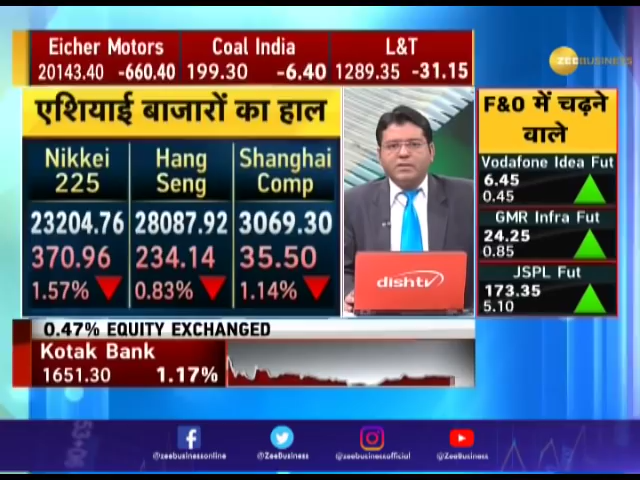 Eicher Motors
20143.40 -660.40
Coal India
199.30 -6.40
L&T
1289.35 -31.15
ZEEBUSINESS
एशियाई बाजारों का हाल
Nikkei
225
23204.76
370.96
1.57%
Hang
Seng
28087.92
234.14
0.83%
Shanghai
Comp
3069.30
35.50
1.14%
dishtv
F&O में चढ़ने
वाले
Vodafone Idea Fut
6.45
0.45
GMR Infra Fut
24.25
0.85
JSPL Fut
173.35
5.10
0.47% EQUITY EXCHANGED
Kotak Bank
1651.30 1.17%
@zeebusinessonline
@ZeeBusiness
@zeebusinessofficial
@ZeeBusiness